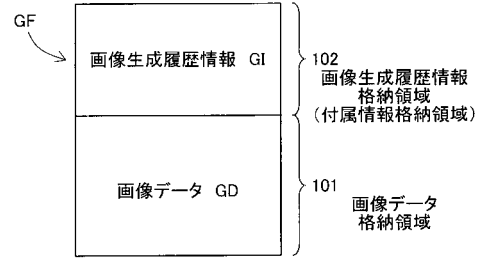 GF
画像生成履歴情報 GI
102
画像生成履歴情報
格納領域
(付属情報格納領域)
画像データ GD
101
画像データ
格納領域